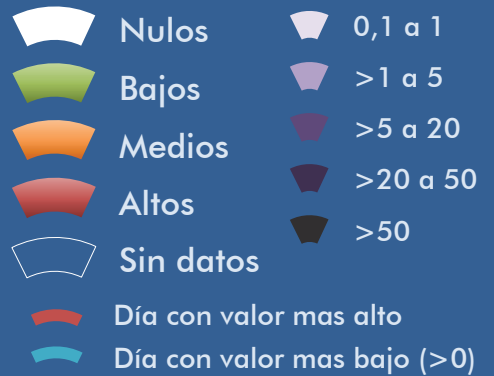 Nulos
Bajos
Medios
Altos
Sin datos
0,1 a 1
>1 a 5
>5 a 20
>20 a 50
>50
Día con valor mas alto
Día con valor mas bajo (>0)